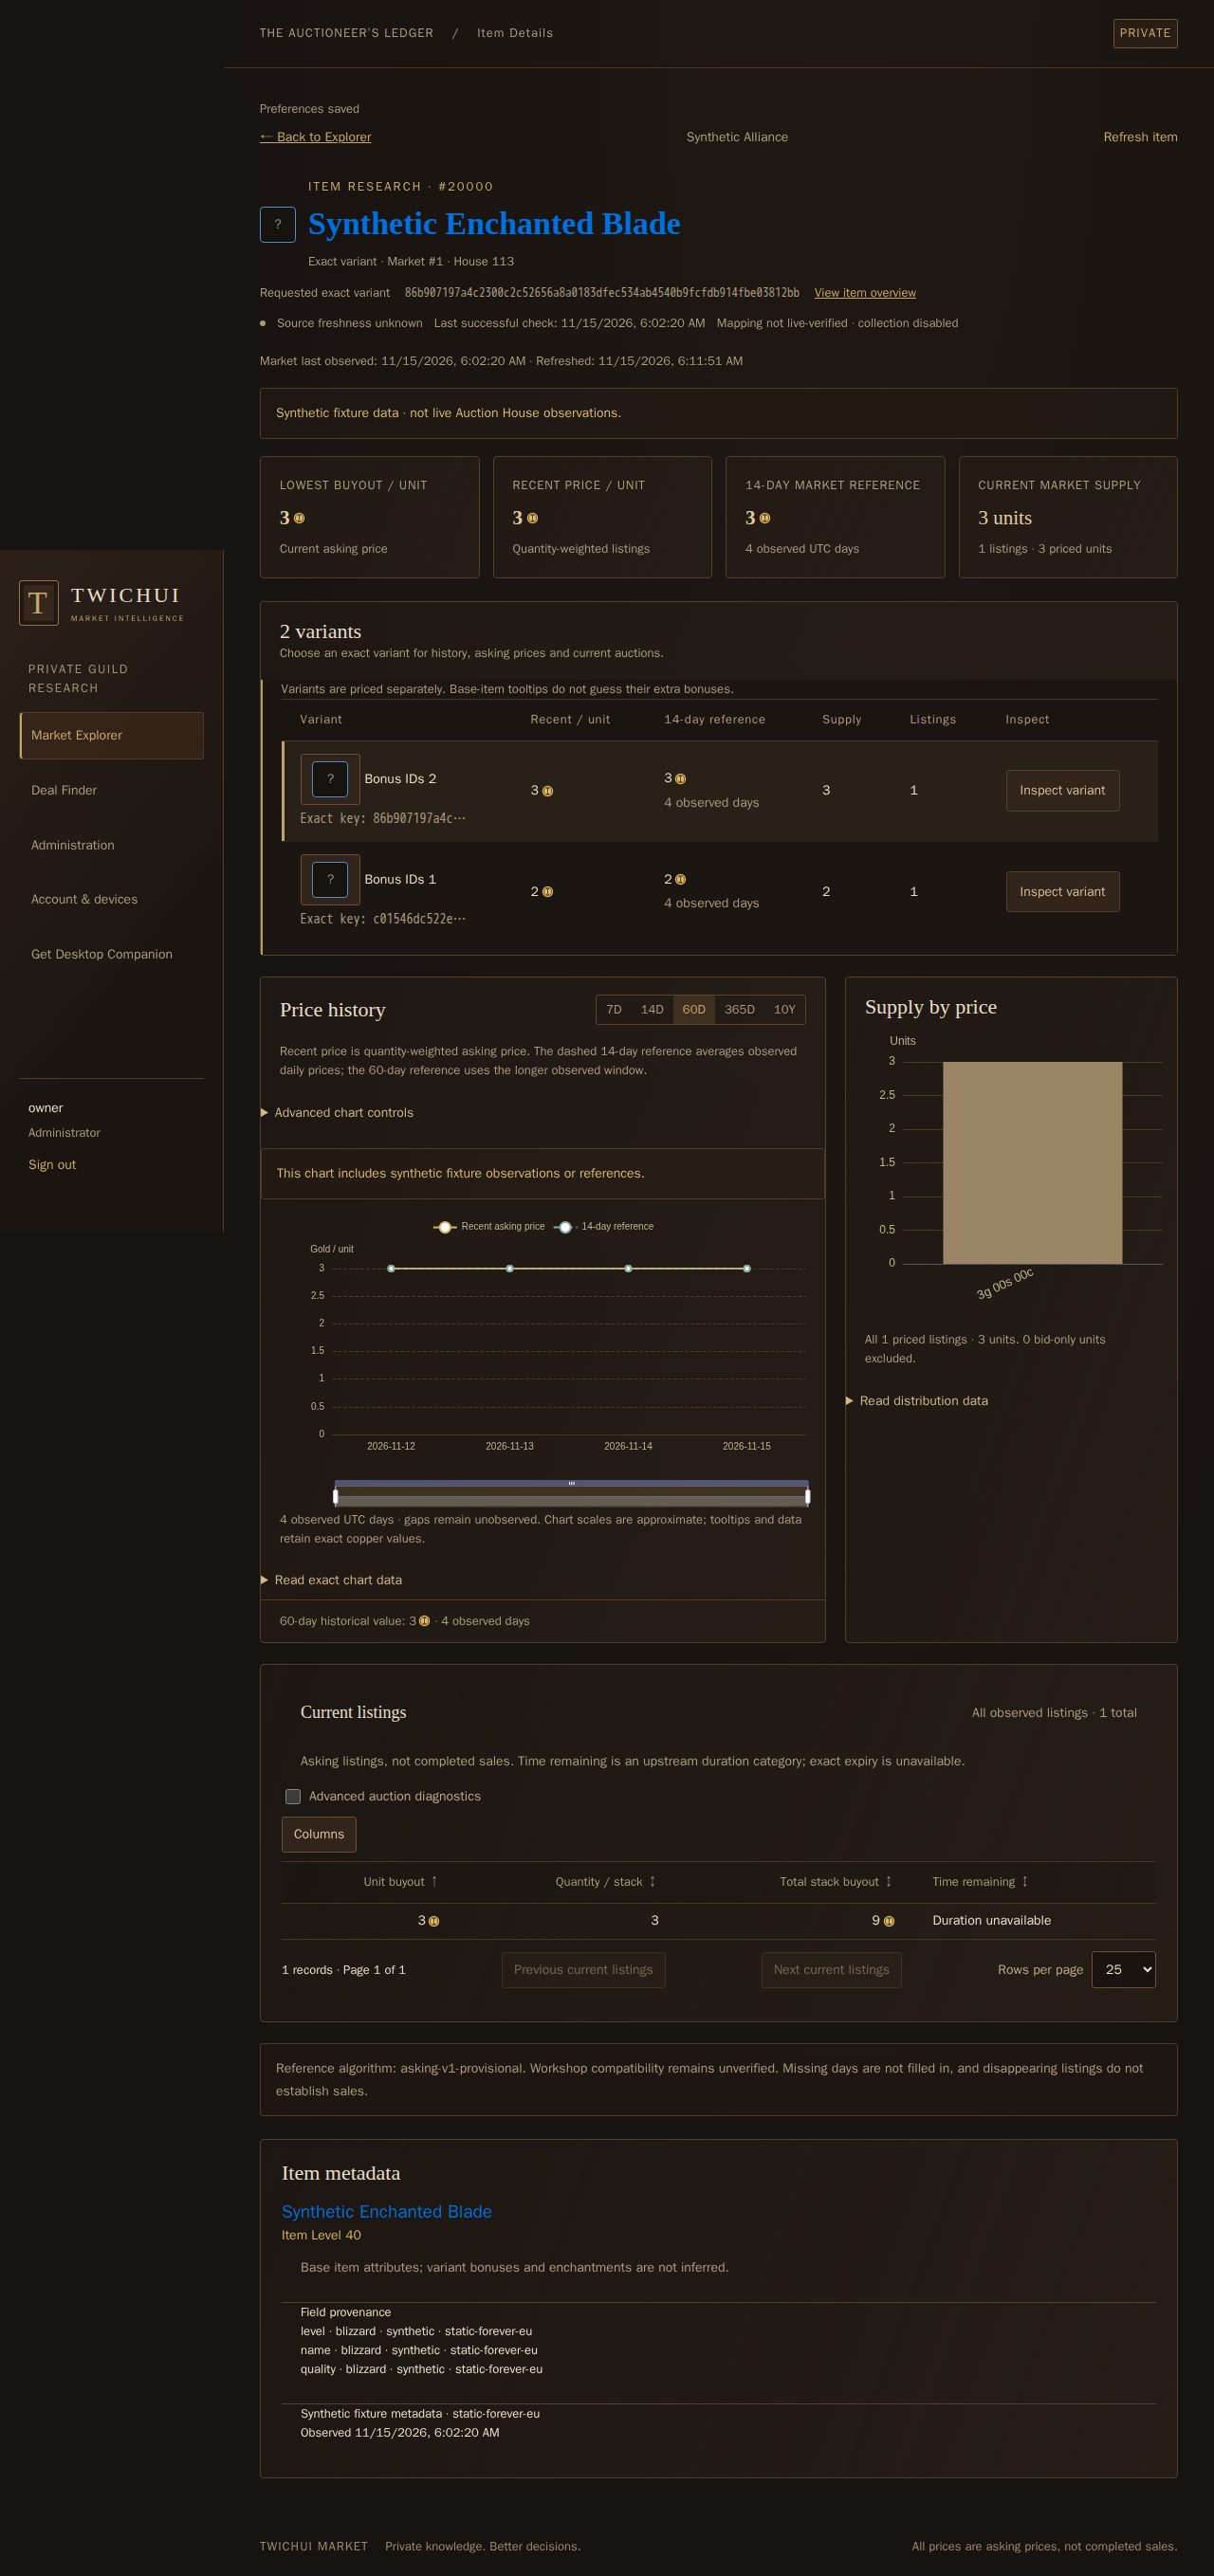 THE AUCTIONEER'S LEDGER / Item Details
PRIVATE
Preferences saved
← Back to Explorer
Synthetic Alliance
Refresh item
ITEM RESEARCH · #20000
?
Synthetic Enchanted Blade
Exact variant · Market #1 · House 113
Requested exact variant 86b907197a4c2300c2c52656a8a0183dfec534ab4540b9fcfdb914fbe03812bb View item overview
Source freshness unknown Last successful check: 11/15/2026, 6:02:20 AM Mapping not live-verified · collection disabled
Market last observed: 11/15/2026, 6:02:20 AM · Refreshed: 11/15/2026, 6:11:51 AM
Synthetic fixture data · not live Auction House observations.
LOWEST BUYOUT / UNIT
3
Current asking price
RECENT PRICE / UNIT
3
Quantity-weighted listings
14-DAY MARKET REFERENCE
3
4 observed UTC days
CURRENT MARKET SUPPLY
3 units
1 listings · 3 priced units
T
TWICHUI
MARKET INTELLIGENCE
PRIVATE GUILD
RESEARCH
Market Explorer
Deal Finder
Administration
Account & devices
Get Desktop Companion
owner
Administrator
Sign out
2 variants
Choose an exact variant for history, asking prices and current auctions.
Variants are priced separately. Base-item tooltips do not guess their extra bonuses.
Variant Recent / unit 14-day reference Supply Listings Inspect
? Bonus IDs 2
Exact key: 86b907197a4c…
3
3
4 observed days
3
1
Inspect variant
? Bonus IDs 1
Exact key: c01546dc522e…
2
2
4 observed days
2
1
Inspect variant
Price history
7D 14D 60D 365D 10Y
Recent price is quantity-weighted asking price. The dashed 14-day reference averages observed
daily prices; the 60-day reference uses the longer observed window.
Advanced chart controls
This chart includes synthetic fixture observations or references.
Recent asking price 14-day reference
Gold / unit
3
2.5
2
1.5
1
0.5
0
2026-11-12 2026-11-13 2026-11-14 2026-11-15
4 observed UTC days · gaps remain unobserved. Chart scales are approximate; tooltips and data
retain exact copper values.
Read exact chart data
60-day historical value: 3 · 4 observed days
Supply by price
Units
3
2.5
2
1.5
1
0.5
0
3g 00s 00c
All 1 priced listings · 3 units. 0 bid-only units
excluded.
Read distribution data
Current listings
All observed listings · 1 total
Asking listings, not completed sales. Time remaining is an upstream duration category; exact expiry is unavailable.
Advanced auction diagnostics
Columns
Unit buyout ↑ Quantity / stack ↕ Total stack buyout ↕ Time remaining ↕
3 3 9 Duration unavailable
1 records · Page 1 of 1
Previous current listings
Next current listings
Rows per page 25
Reference algorithm: asking-v1-provisional. Workshop compatibility remains unverified. Missing days are not filled in, and disappearing listings do not
establish sales.
Item metadata
Synthetic Enchanted Blade
Item Level 40
Base item attributes; variant bonuses and enchantments are not inferred.
Field provenance
level · blizzard · synthetic · static-forever-eu
name · blizzard · synthetic · static-forever-eu
quality · blizzard · synthetic · static-forever-eu
Synthetic fixture metadata · static-forever-eu
Observed 11/15/2026, 6:02:20 AM
TWICHUI MARKET Private knowledge. Better decisions.
All prices are asking prices, not completed sales.